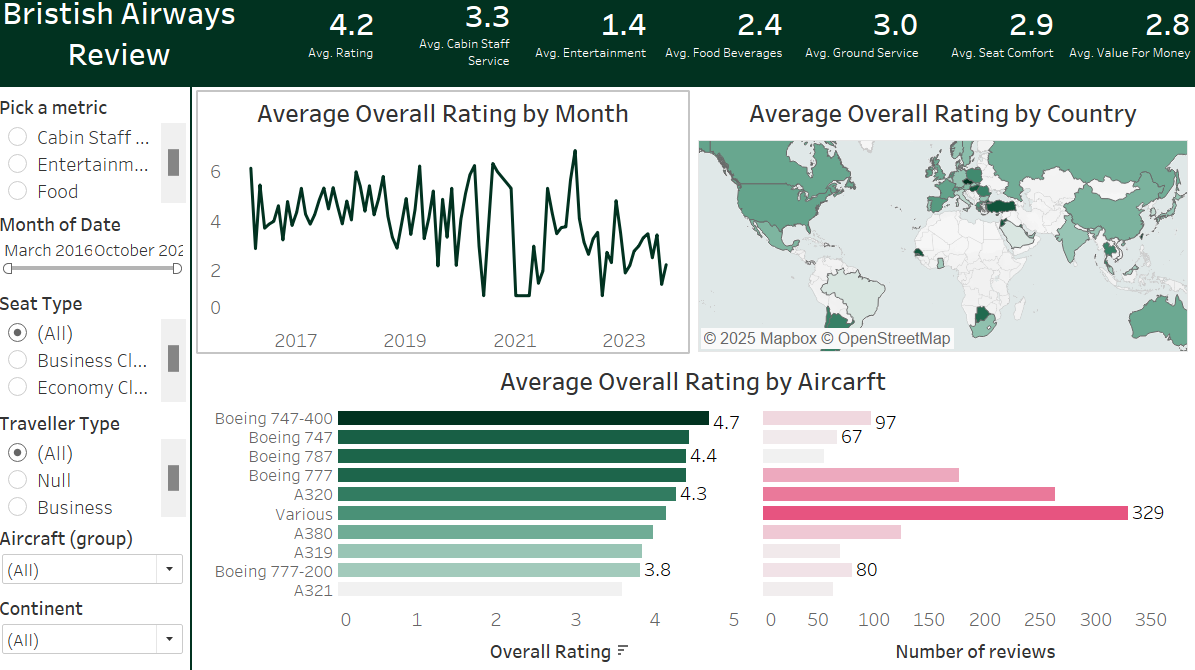 Bristish Airways
Review
4.2
Avg. Rating
3.3
Avg. Cabin Staff
Service
1.4
Avg. Entertainment
2.4
Avg. Food Beverages
3.0
Avg. Ground Service
2.9
Avg. Seat Comfort
2.8
Avg. Value For Money
Pick a metric
Cabin Staff ...
Entertainm...
Food
Month of Date
March 2016October 202
Seat Type
(All)
Business Cl...
Economy Cl...
Traveller Type
(All)
Null
Business
Aircraft (group)
(All)
Continent
(All)
Average Overall Rating by Month
6
4
2
0
2017 2019 2021 2023
Average Overall Rating by Country
© 2025 Mapbox © OpenStreetMap
Average Overall Rating by Aircarft
Boeing 747-400 4.7 97
Boeing 747 67
Boeing 787 4.4
Boeing 777
A320 4.3
Various 329
A380
A319
Boeing 777-200 3.8 80
A321
0 1 2 3 4 5 0 50 100 150 200 250 300 350
Overall Rating Number of reviews